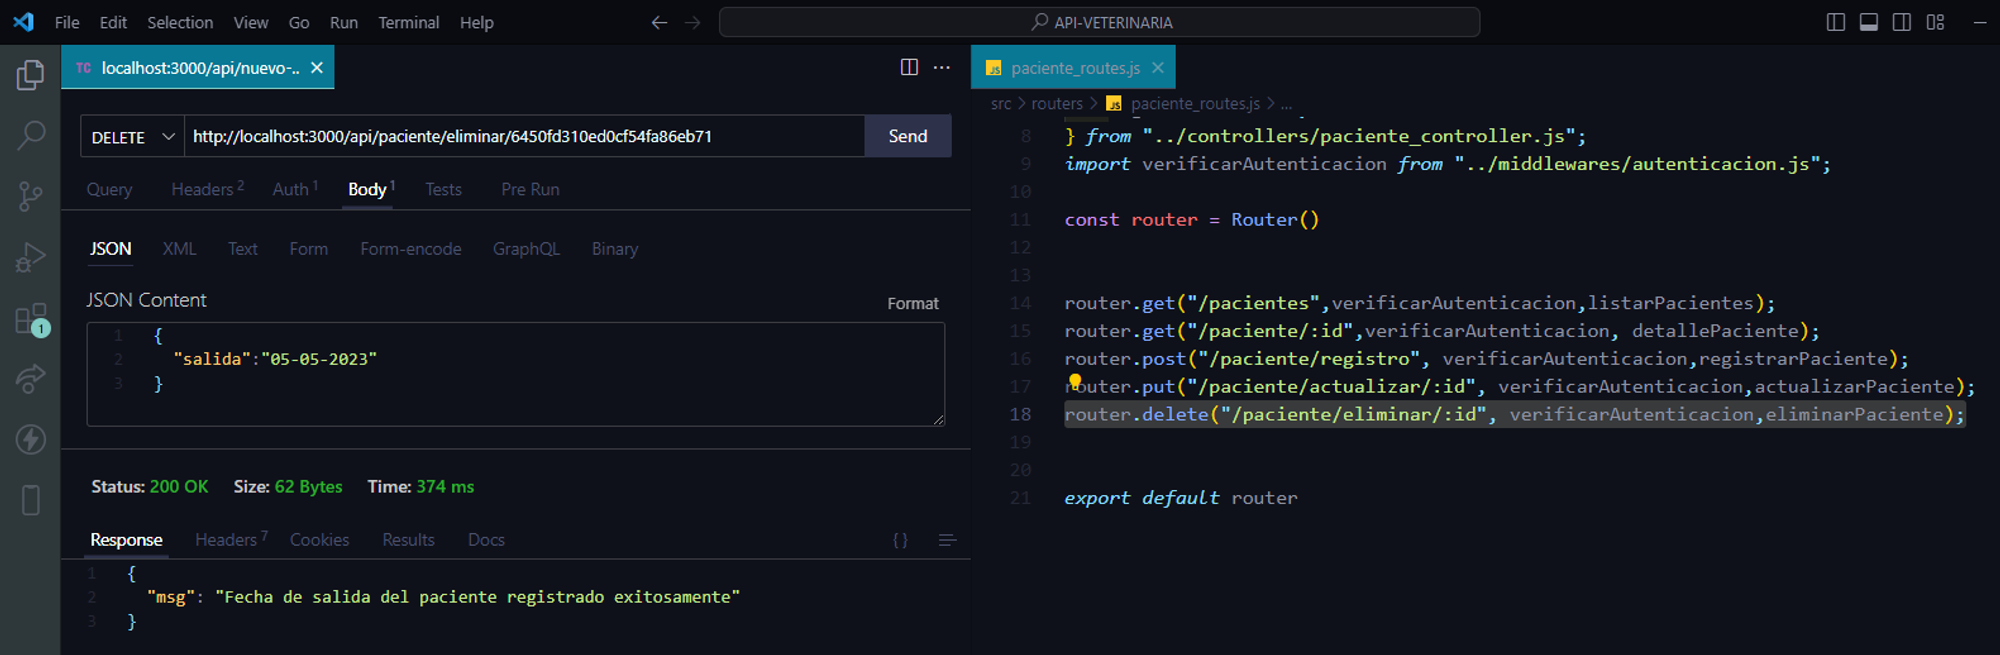 File Edit Selection View Go Run Terminal Help
API-VETERINARIA
TC localhost:3000/api/nuevo-..
DELETE http://localhost:3000/api/paciente/eliminar/6450fd310ed0cf54fa86eb71 Send
Query Headers 2 Auth 1 Body 1 Tests Pre Run
JSON XML Text Form Form-encode GraphQL Binary
JSON Content
Format
1 {
2 "salida":"05-05-2023"
3 }
1
Status: 200 OK Size: 62 Bytes Time: 374 ms
Response Headers 7 Cookies Results Docs
{ }
1 {
2 "msg": "Fecha de salida del paciente registrado exitosamente"
3 }
JS paciente_routes.js
src > routers > JS paciente_routes.js > ...
8 } from "../controllers/paciente_controller.js";
9 import verificarAutenticacion from "../middlewares/autenticacion.js";
10
11 const router = Router()
12
13
14 router.get("/pacientes",verificarAutenticacion,listarPacientes);
15 router.get("/paciente/:id",verificarAutenticacion, detallePaciente);
16 router.post("/paciente/registro", verificarAutenticacion,registrarPaciente);
17 router.put("/paciente/actualizar/:id", verificarAutenticacion,actualizarPaciente);
18 router.delete("/paciente/eliminar/:id", verificarAutenticacion,eliminarPaciente);
19
20
21 export default router